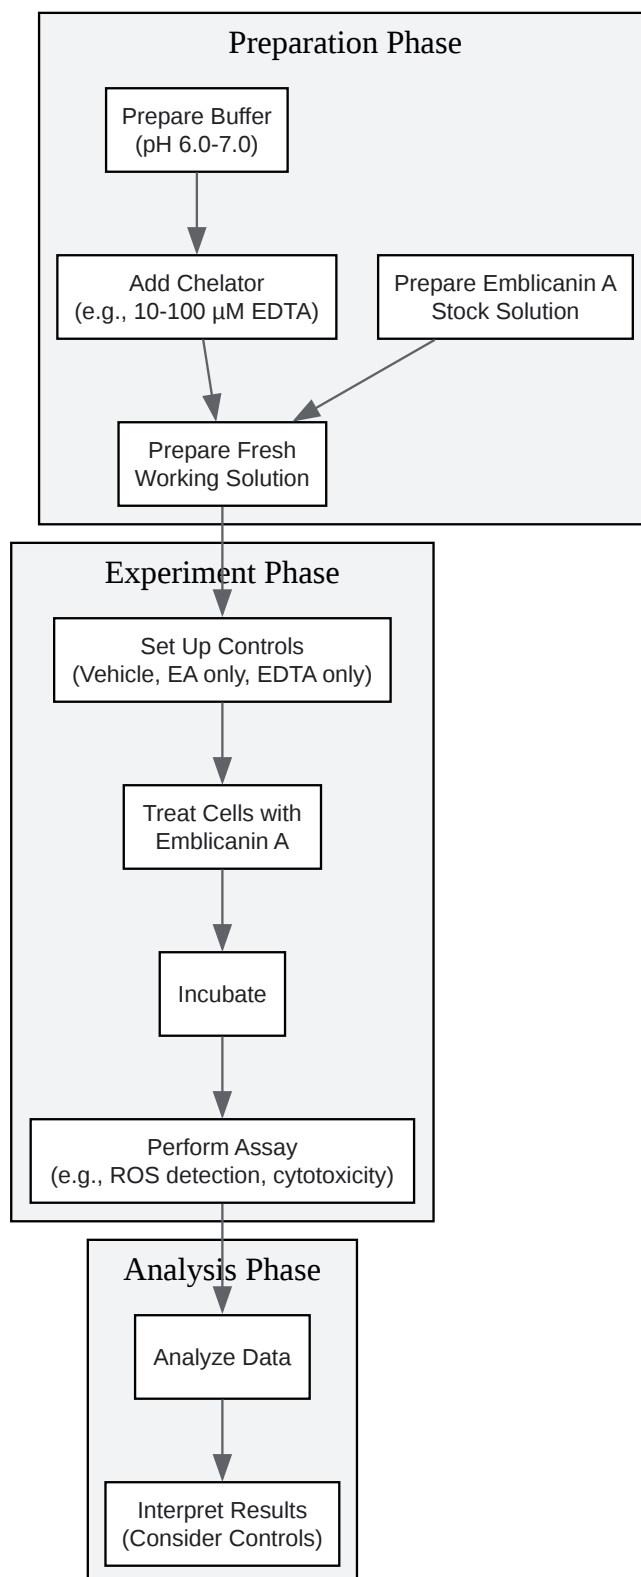 Preparation Phase
Prepare Buffer
(pH 6.0-7.0)
Add Chelator
(e.g., 10-100 µM EDTA)
Prepare Emblicanin A
Stock Solution
Prepare Fresh
Working Solution
Experiment Phase
Set Up Controls
(Vehicle, EA only, EDTA only)
Treat Cells with
Emblicanin A
Incubate
Perform Assay
(e.g., ROS detection, cytotoxicity)
Analysis Phase
Analyze Data
Interpret Results
(Consider Controls)